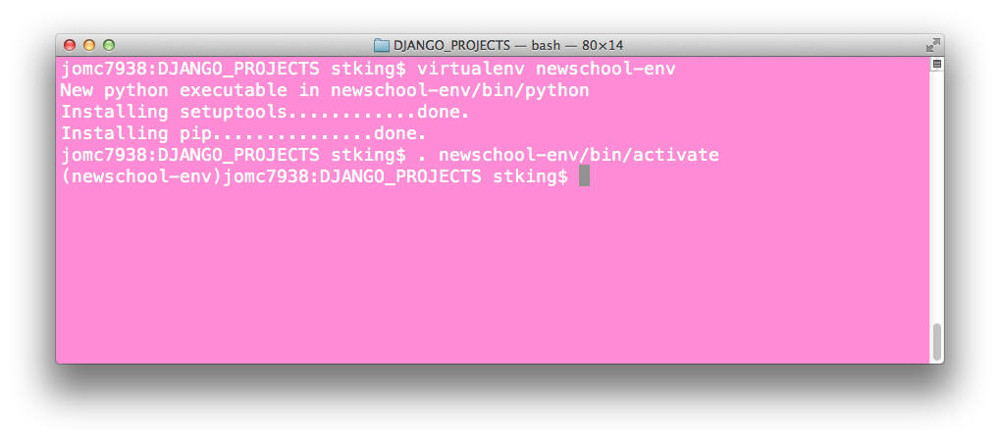 DJANGO_PROJECTS — bash — 80×14
jomc7938:DJANGO_PROJECTS stking$ virtualenv newschool-env
New python executable in newschool-env/bin/python
Installing setuptools............done.
Installing pip...............done.
jomc7938:DJANGO_PROJECTS stking$ . newschool-env/bin/activate
(newschool-env)jomc7938:DJANGO_PROJECTS stking$